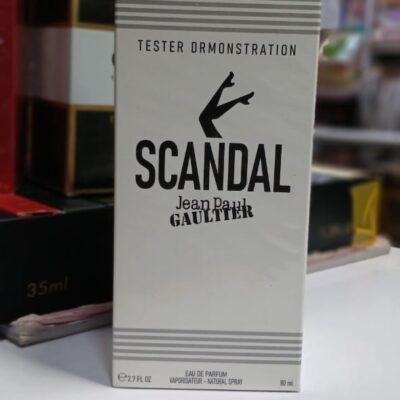 TESTER DRMONSTRATION
SCANDAL
Jean Paul
GAULTIER
35ml
EAU DE PARFUM
℮2.7 FL OZ VAPORISATEUR - NATURAL SPRAY 80 ml